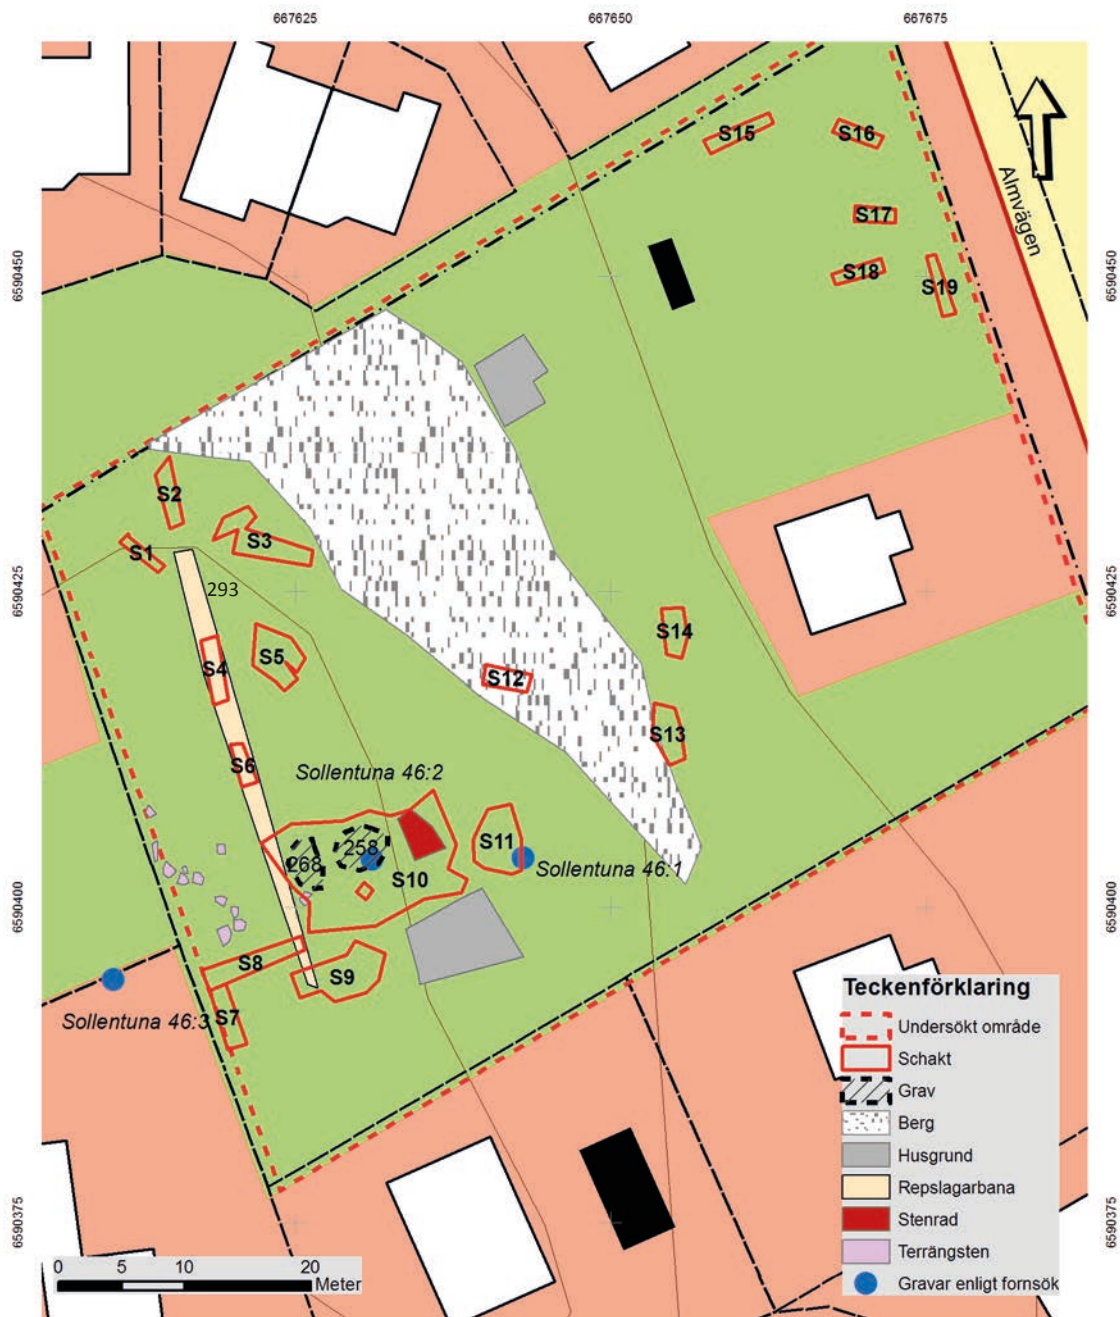 667625
667650
667675
S15
S16
Almvägen
S17
6590450
S18
S19
6590450
S2
S1
S3
293
6590425
6590425
S14
S5
S4
S12
S13
S6
Sollentuna 46:2
S11
258
268
Sollentuna 46:1
S10
6590400
6590400
S8
S9
Sollentuna 46:3
S7
Teckenförklaring
Undersökt område
Schakt
Grav
Berg
Husgrund
Repslagarbana
Stenrad
Terrängsten
Gravar enligt fornsök
6590375
6590375
0 5 10 20
Meter